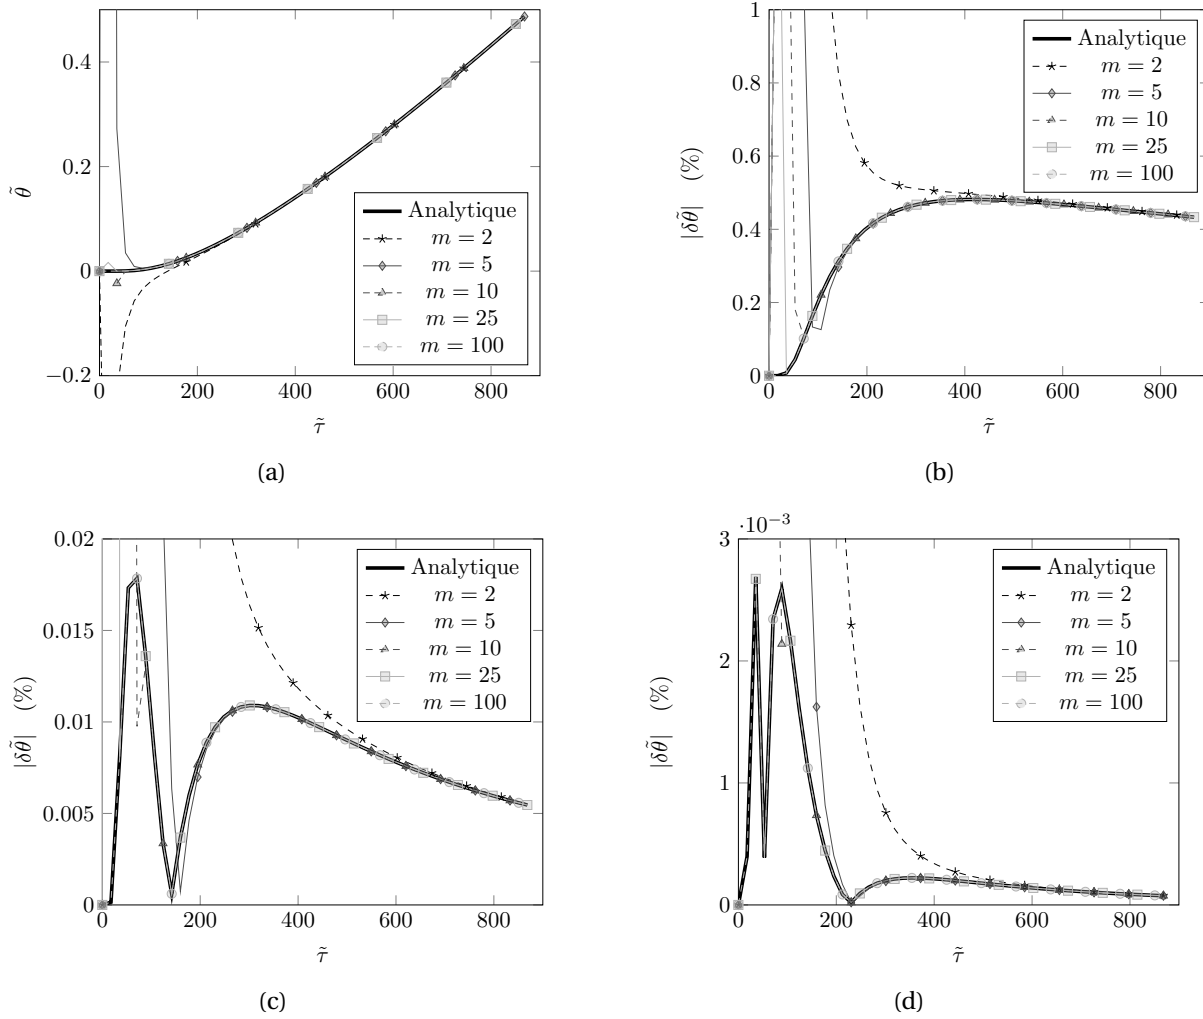 0 200 400 600 800
−0.2
0
0.2
0.4
τ̃
θ̃
Analytique
m = 2
m = 5
m = 10
m = 25
m = 100
(a)
0 200 400 600 800
0
0.2
0.4
0.6
0.8
1
τ̃
|δθ̃| (%)
Analytique
m = 2
m = 5
m = 10
m = 25
m = 100
(b)
0 200 400 600 800
0
0.005
0.01
0.015
0.02
τ̃
|δθ̃| (%)
Analytique
m = 2
m = 5
m = 10
m = 25
m = 100
(c)
0 200 400 600 800
0
1
2
3
·10−3
τ̃
|δθ̃| (%)
Analytique
m = 2
m = 5
m = 10
m = 25
m = 100
(d)